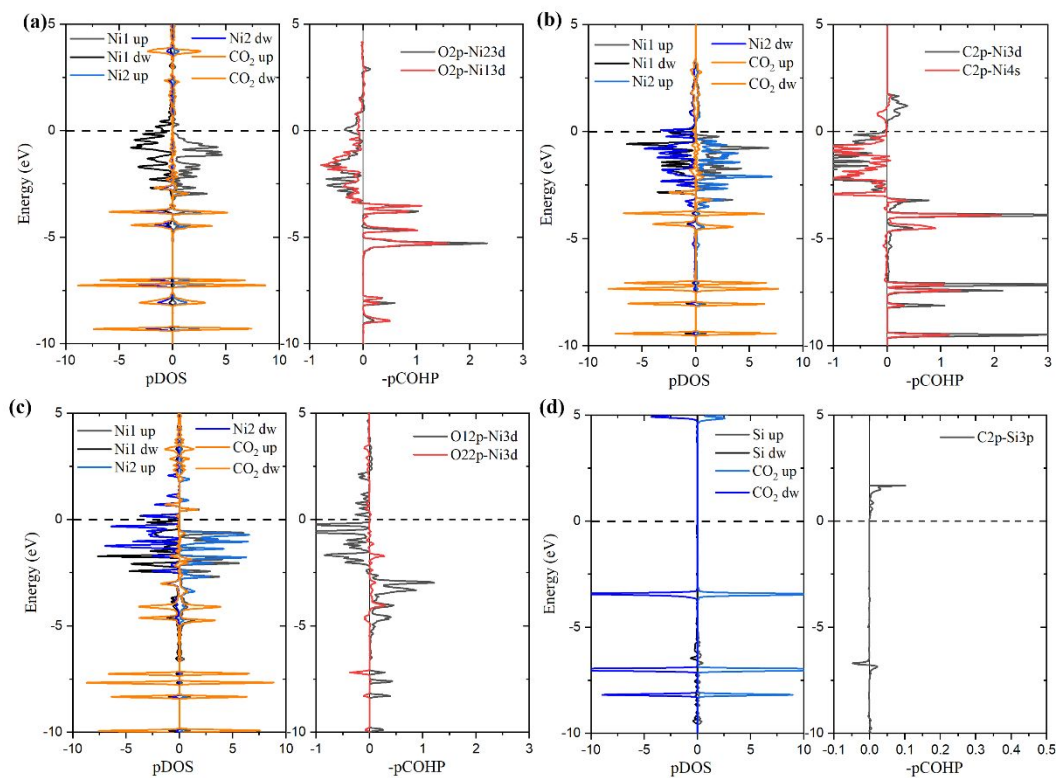 (a)
Ni1 up
Ni2 dw
Ni1 dw
CO2 up
Ni2 up
CO2 dw
O2p-Ni23d
O2p-Ni13d
5
0
-5
-10
Energy (eV)
-10 -5 0 5 10
pDOS
-1 0 1 2 3
-pCOHP
(b)
Ni1 up
Ni2 dw
Ni1 dw
CO2 up
Ni2 up
CO2 dw
C2p-Ni3d
C2p-Ni4s
5
0
-5
-10
Energy (eV)
-10 -5 0 5 10
pDOS
-1 0 1 2 3
-pCOHP
(c)
Ni1 up
Ni2 dw
Ni1 dw
CO2 up
Ni2 up
CO2 dw
O12p-Ni3d
O22p-Ni3d
5
0
-5
-10
Energy (eV)
-10 -5 0 5 10
pDOS
-1 0 1 2 3
-pCOHP
(d)
Si up
Si dw
CO2 up
CO2 dw
C2p-Si3p
5
0
-5
-10
Energy (eV)
-10 -5 0 5 10
pDOS
-0.1 0.0 0.1 0.2 0.3 0.4 0.5
-pCOHP